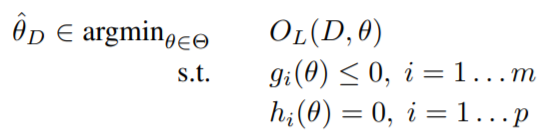 θ̂_D ∈ argmin_{θ∈Θ} O_L(D, θ)
s.t. g_i(θ) ≤ 0, i = 1 … m
h_i(θ) = 0, i = 1 … p